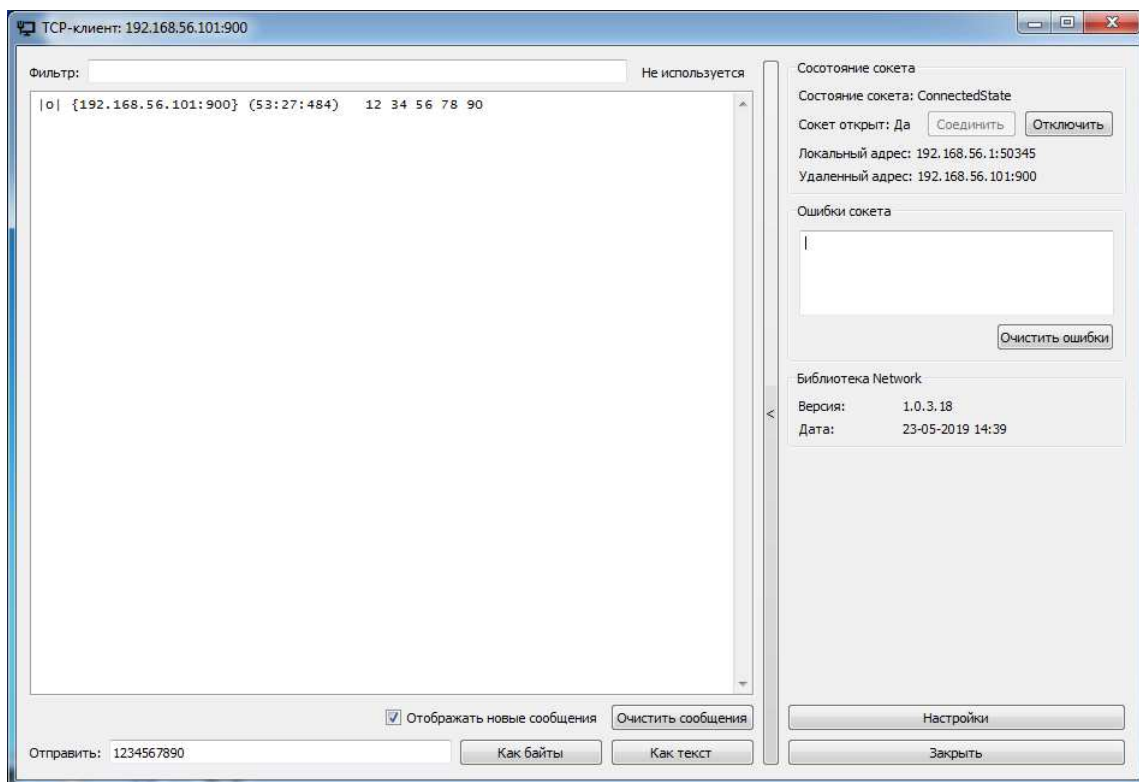 TCP-клиент: 192.168.56.101:900
Фильтр: Не используется
|o| {192.168.56.101:900} (53:27:484) 12 34 56 78 90
Отображать новые сообщения Очистить сообщения
Отправить: 1234567890 Как байты Как текст
<
Сосотояние сокета
Состояние сокета: ConnectedState
Сокет открыт: Да Соединить Отключить
Локальный адрес: 192.168.56.1:50345
Удаленный адрес: 192.168.56.101:900
Ошибки сокета
Очистить ошибки
Библиотека Network
Версия: 1.0.3.18
Дата: 23-05-2019 14:39
Настройки
Закрыть